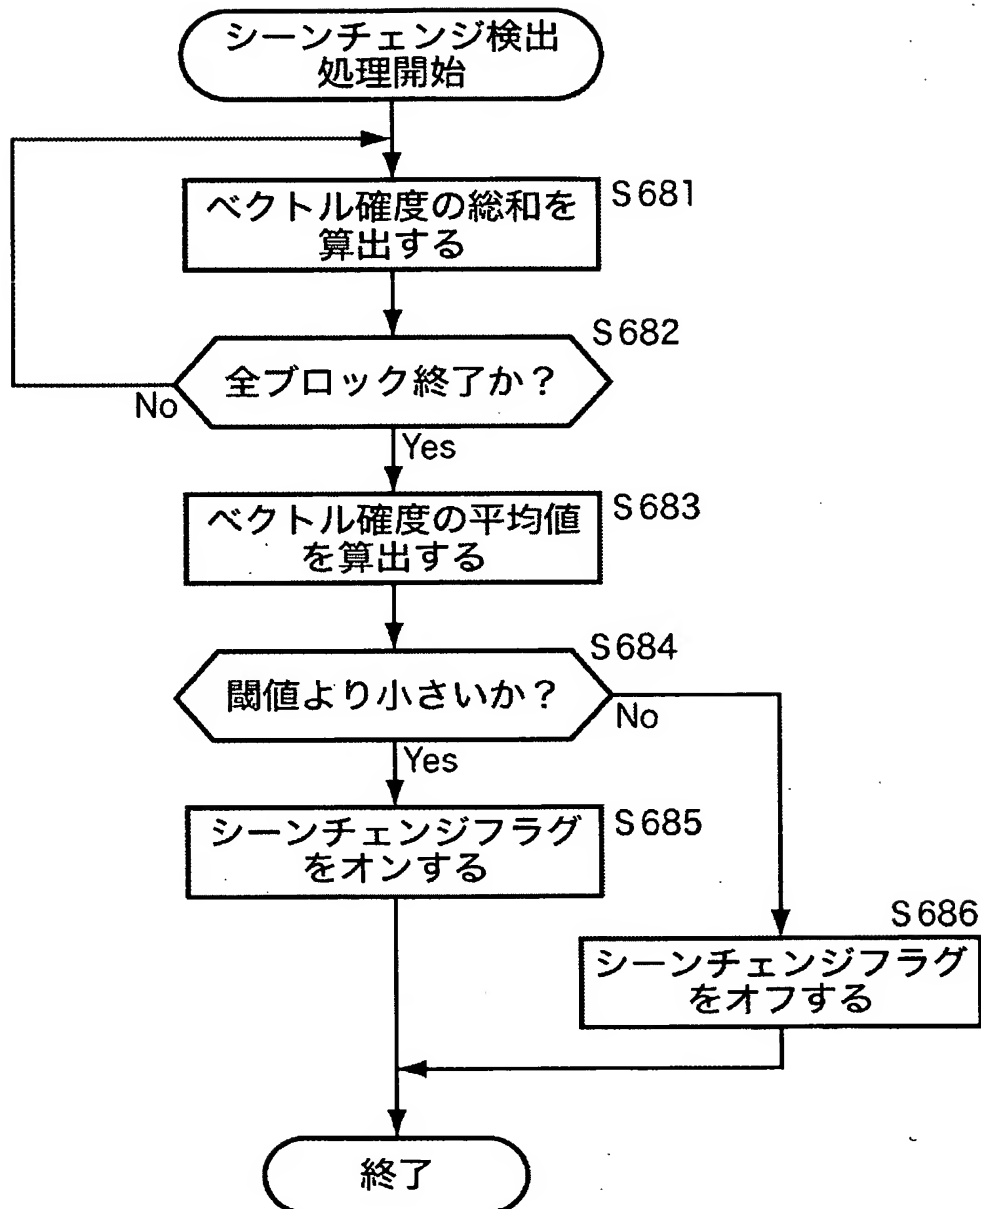 シーンチェンジ検出
処理開始
ベクトル確度の総和を
算出する
S681
全ブロック終了か？
S682
No
Yes
ベクトル確度の平均値
を算出する
S683
閾値より小さいか？
S684
No
Yes
シーンチェンジフラグ
をオンする
S685
S686
シーンチェンジフラグ
をオフする
終了